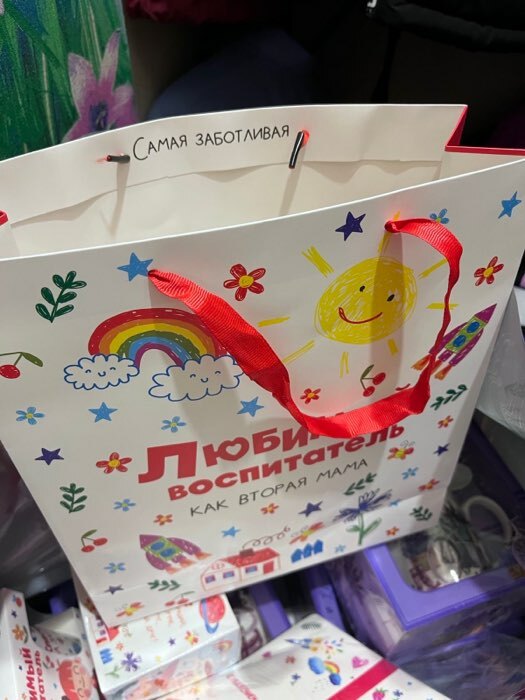 Самая заботливая
воспитатель
как вторая мама